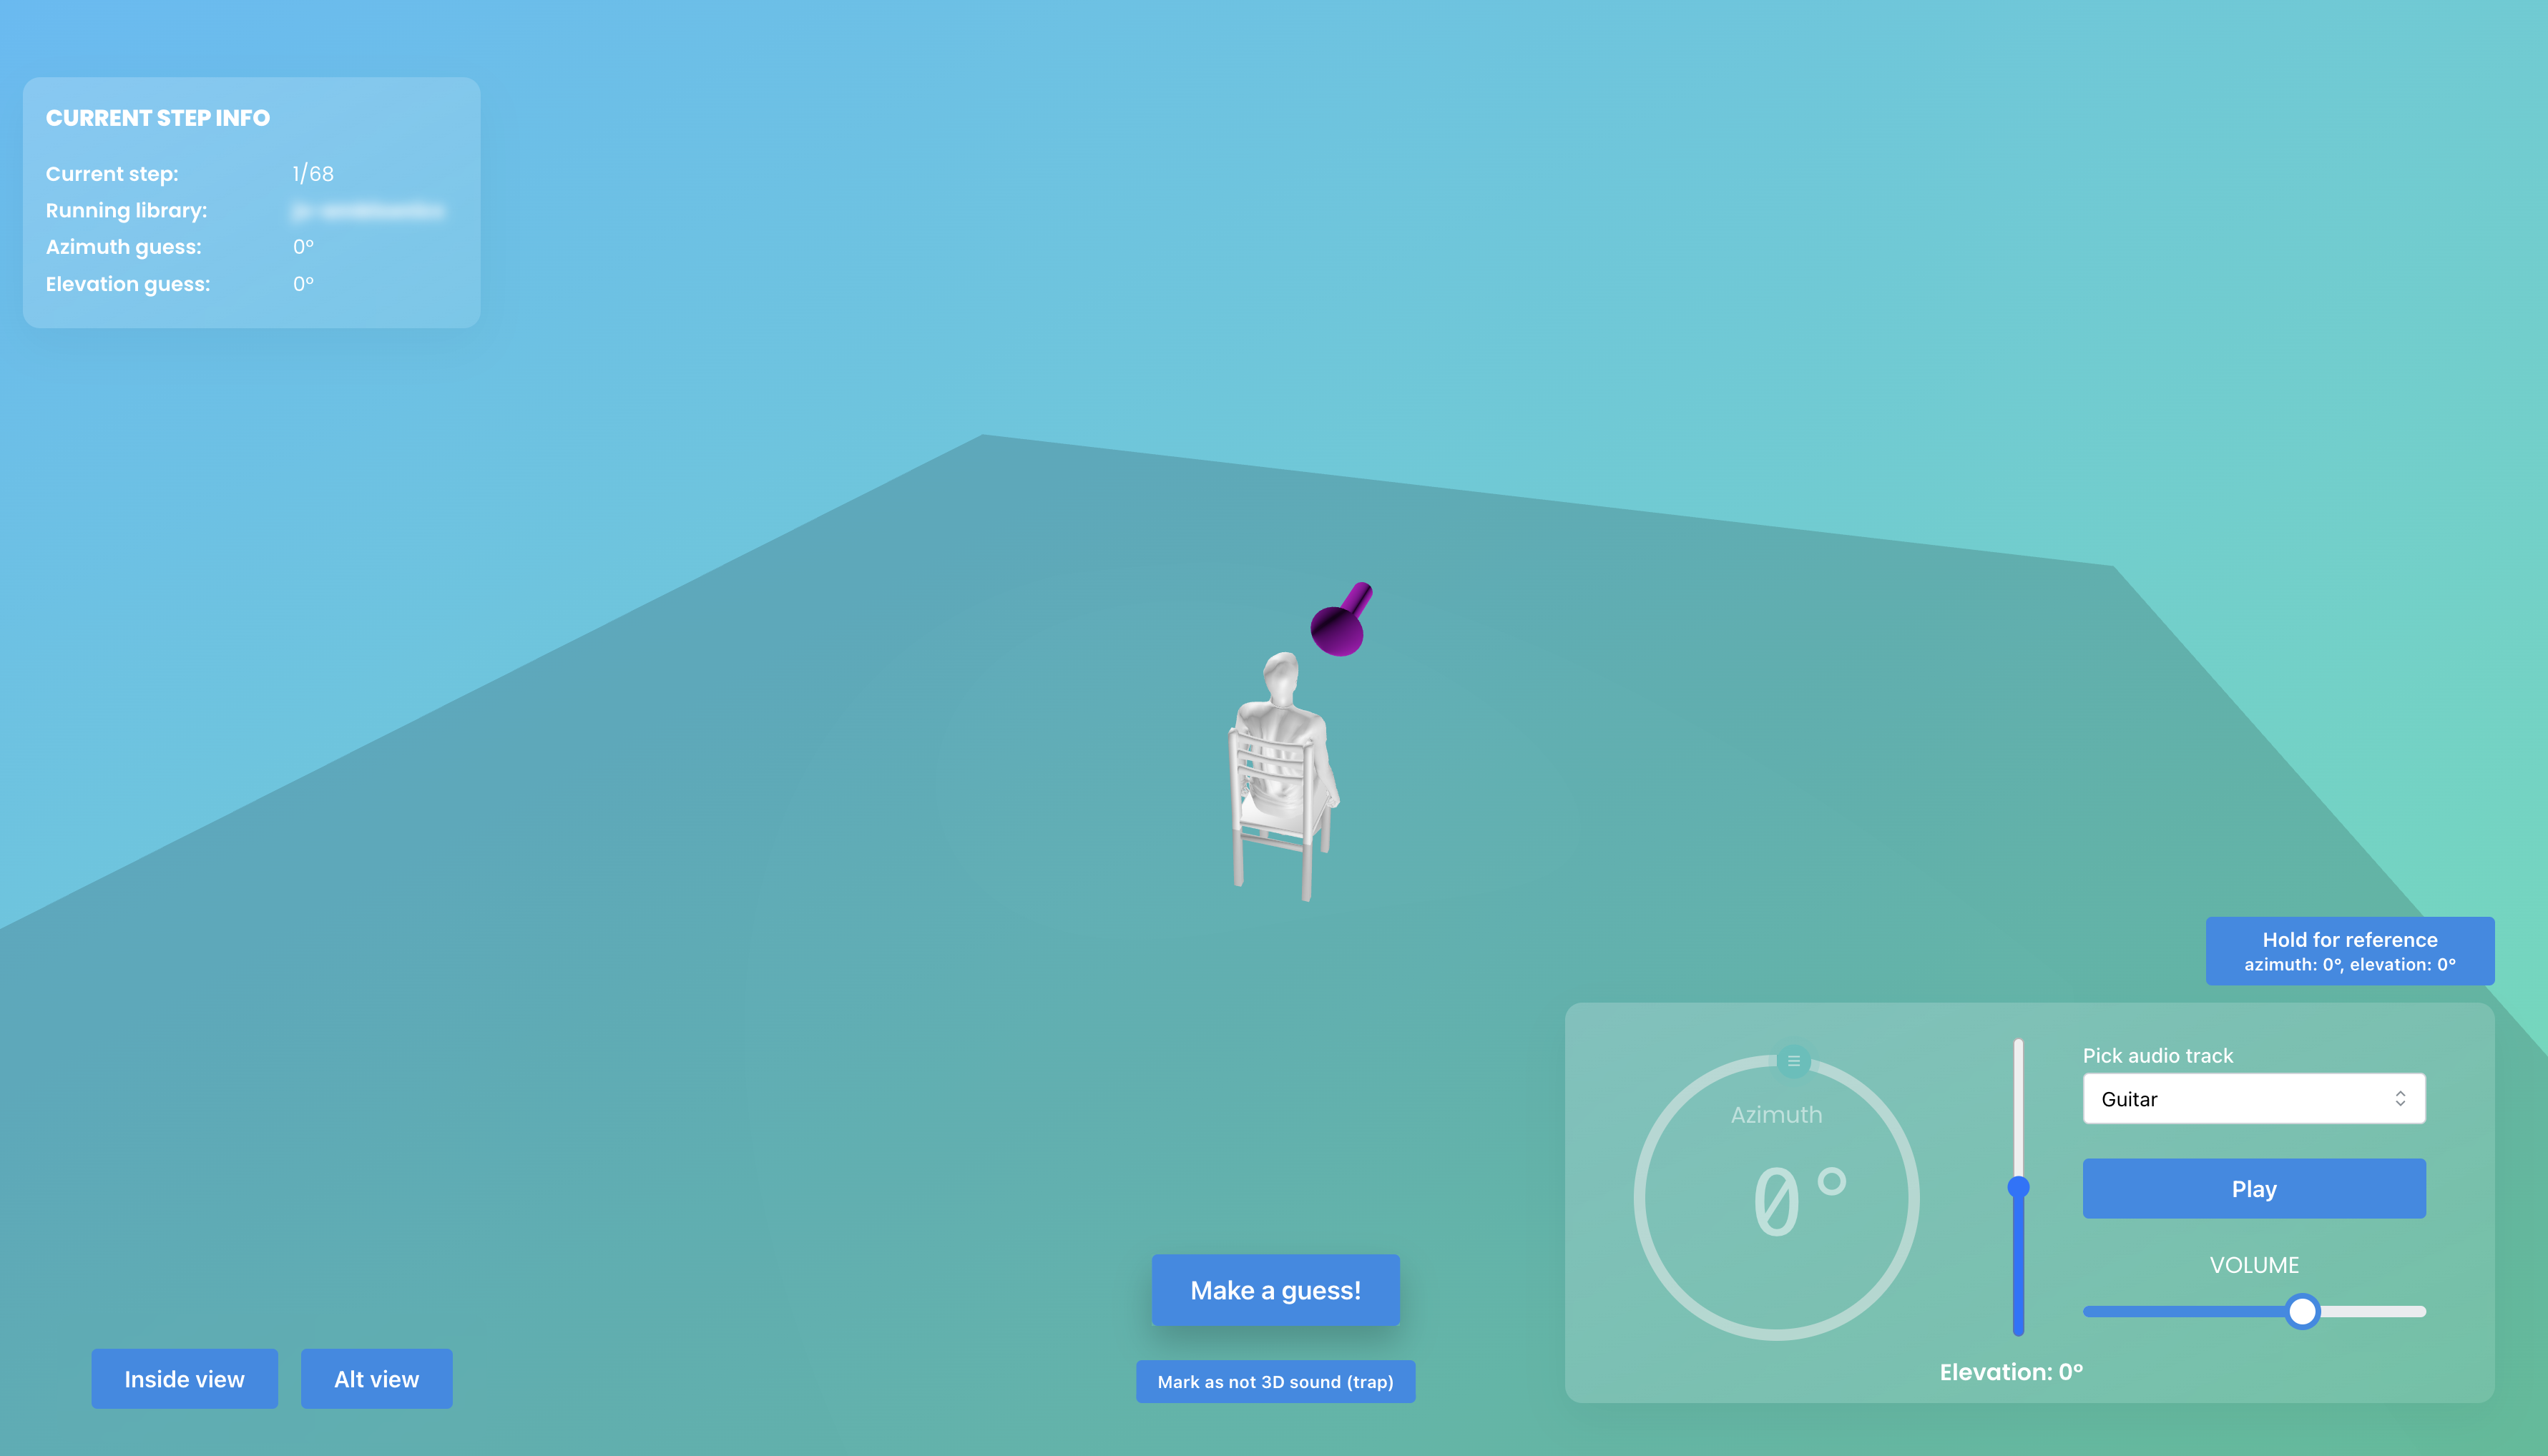 CURRENT STEP INFO
Current step: 1/68
Running library:
Azimuth guess: 0°
Elevation guess: 0°
Hold for reference
azimuth: 0°, elevation: 0°
Azimuth
0°
Elevation: 0°
Pick audio track
Guitar
Play
VOLUME
Make a guess!
Mark as not 3D sound (trap)
Inside view
Alt view